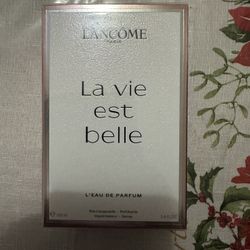 LANCÔME
PARIS
La vie
est
belle
L'EAU DE PARFUM